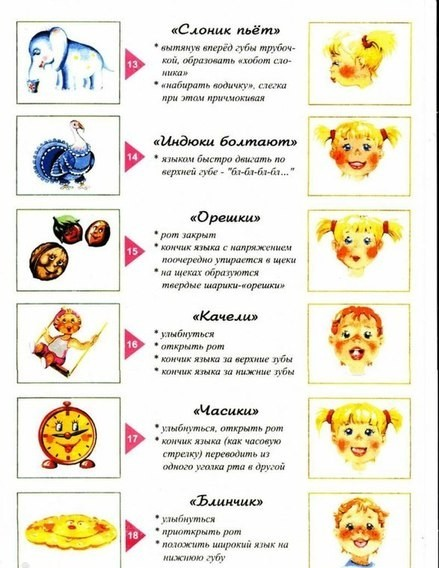 «Слоник пьёт»
13
* вытянув вперёд губы трубоч-
кой, образовать «хобот сло-
ника»
* «набирать водичку», слегка
при этом причмокивая
«Индюки болтают»
14
* языком быстро двигать по
верхней губе - "бл-бл-бл-бл..."
«Орешки»
15
* рот закрыт
* кончик языка с напряжением
поочередно упирается в щеки
* на щеках образуются
твердые шарики-«орешки»
«Качели»
16
* улыбнуться
* открыть рот
* кончик языка за верхние зубы
* кончик языка за нижние зубы
«Часики»
17
* улыбнуться, открыть рот
* кончик языка (как часовую
стрелку) переводить из
одного уголка рта в другой
«Блинчик»
18
* улыбнуться
* приоткрыть рот
* положить широкий язык на
нижнюю губу